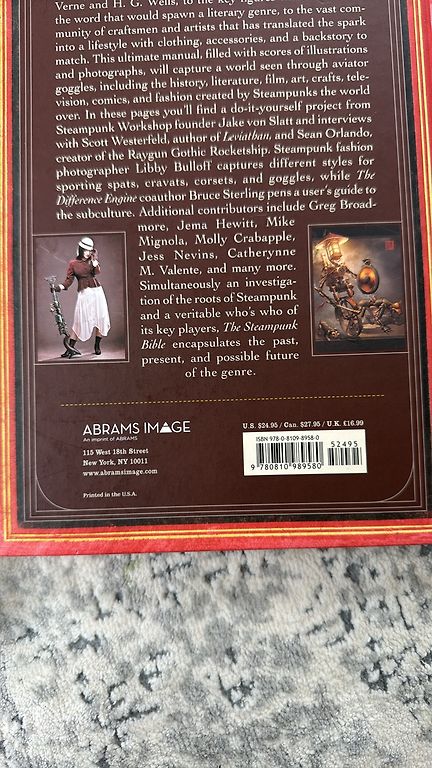 Verne and H. G. Wells, to the key figures
the word that would spawn a literary genre, to the vast com-
munity of craftsmen and artists that has translated the spark
into a lifestyle with clothing, accessories, and a backstory to
match. This ultimate manual, filled with scores of illustrations
and photographs, will capture a world seen through aviator
goggles, including the history, literature, film, art, crafts, tele-
vision, comics, and fashion created by Steampunks the world
over. In these pages you'll find a do-it-yourself project from
Steampunk Workshop founder Jake von Slatt and interviews
with Scott Westerfeld, author of Leviathan, and Sean Orlando,
creator of the Raygun Gothic Rocketship. Steampunk fashion
photographer Libby Bulloff captures different styles for
sporting spats, cravats, corsets, and goggles, while The
Difference Engine coauthor Bruce Sterling pens a user's guide to
the subculture. Additional contributors include Greg Broad-
more, Jema Hewitt, Mike
Mignola, Molly Crabapple,
Jess Nevins, Catherynne
M. Valente, and many more.
Simultaneously an investiga-
tion of the roots of Steampunk
and a veritable who's who of
its key players, The Steampunk
Bible encapsulates the past,
present, and possible future
of the genre.
ABRAMS IMAGE
An imprint of ABRAMS
115 West 18th Street
New York, NY 10011
www.abramsimage.com
Printed in the U.S.A.
U.S. $24.95 / Can. $27.95 / U.K. £16.99
ISBN 978-0-8109-8958-0
52495
9 780810 989580